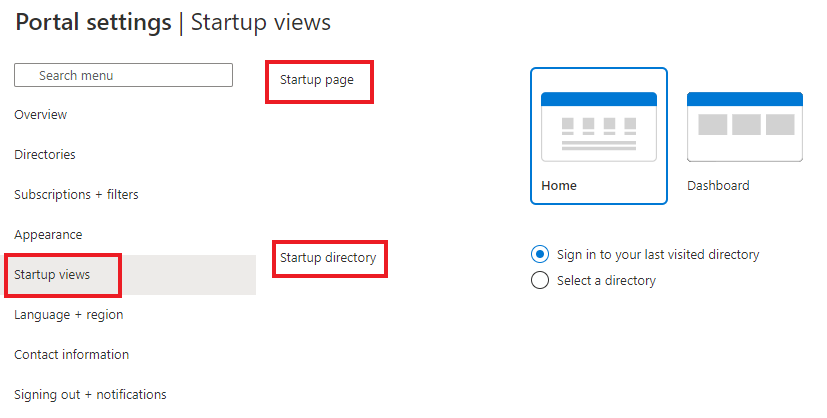 Portal settings | Startup views
Search menu
Overview
Directories
Subscriptions + filters
Appearance
Startup views
Language + region
Contact information
Signing out + notifications
Startup page
Home
Dashboard
Startup directory
Sign in to your last visited directory
Select a directory